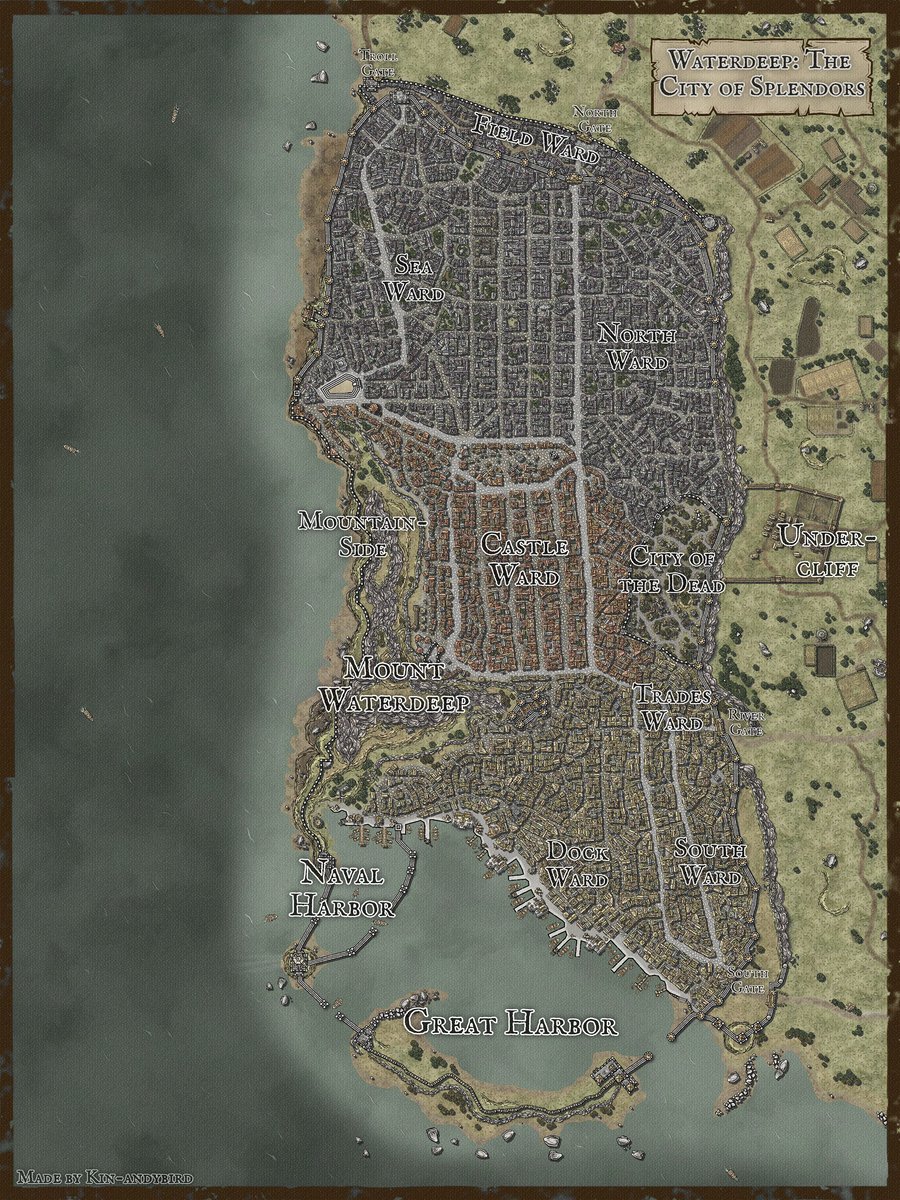 Waterdeep: The
City of Splendors
Troll
Gate
North
Gate
Field Ward
Sea
Ward
North
Ward
Mountain-
Side
Castle
Ward
City of
the Dead
Under-
cliff
Mount
Waterdeep
Trades
Ward
River
Gate
Dock
Ward
South
Ward
Naval
Harbor
South
Gate
Great Harbor
Made by Kin-andybird